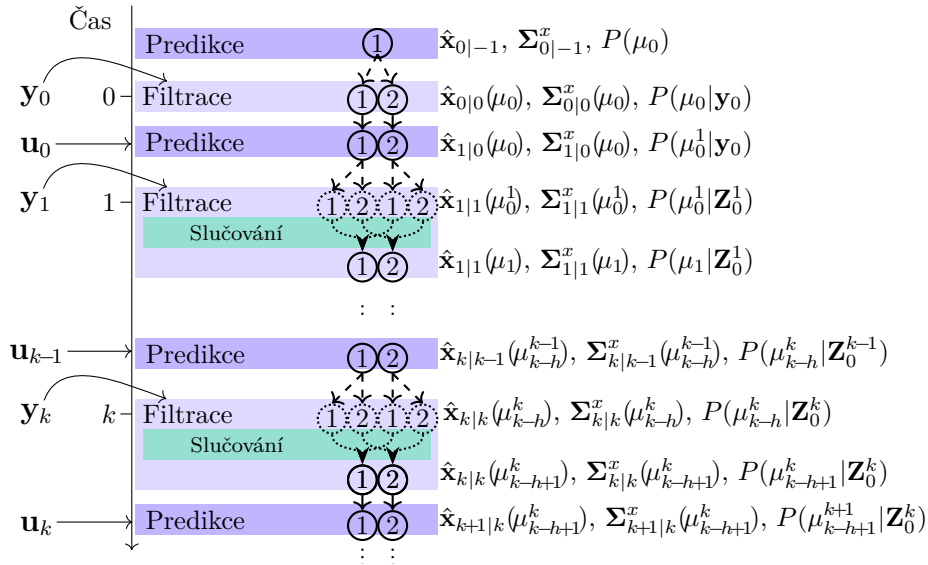 Čas
Predikce 1 x̂_{0|−1}, Σ^x_{0|−1}, P(μ_0)
y_0 0 Filtrace 1 2 x̂_{0|0}(μ_0), Σ^x_{0|0}(μ_0), P(μ_0|y_0)
u_0 Predikce 1 2 x̂_{1|0}(μ_0), Σ^x_{1|0}(μ_0), P(μ_0^1|y_0)
y_1 1 Filtrace 1 2 1 2 x̂_{1|1}(μ_0^1), Σ^x_{1|1}(μ_0^1), P(μ_0^1|Z_0^1)
Slučování
1 2 x̂_{1|1}(μ_1), Σ^x_{1|1}(μ_1), P(μ_1|Z_0^1)
: :
u_{k−1} Predikce 1 2 x̂_{k|k−1}(μ_{k−h}^{k−1}), Σ^x_{k|k−1}(μ_{k−h}^{k−1}), P(μ_{k−h}^k|Z_0^{k−1})
y_k k Filtrace 1 2 1 2 x̂_{k|k}(μ_{k−h}^k), Σ^x_{k|k}(μ_{k−h}^k), P(μ_{k−h}^k|Z_0^k)
Slučování
1 2 x̂_{k|k}(μ_{k−h+1}^k), Σ^x_{k|k}(μ_{k−h+1}^k), P(μ_{k−h+1}^k|Z_0^k)
u_k Predikce 1 2 x̂_{k+1|k}(μ_{k−h+1}^k), Σ^x_{k+1|k}(μ_{k−h+1}^k), P(μ_{k−h+1}^{k+1}|Z_0^k)
: :